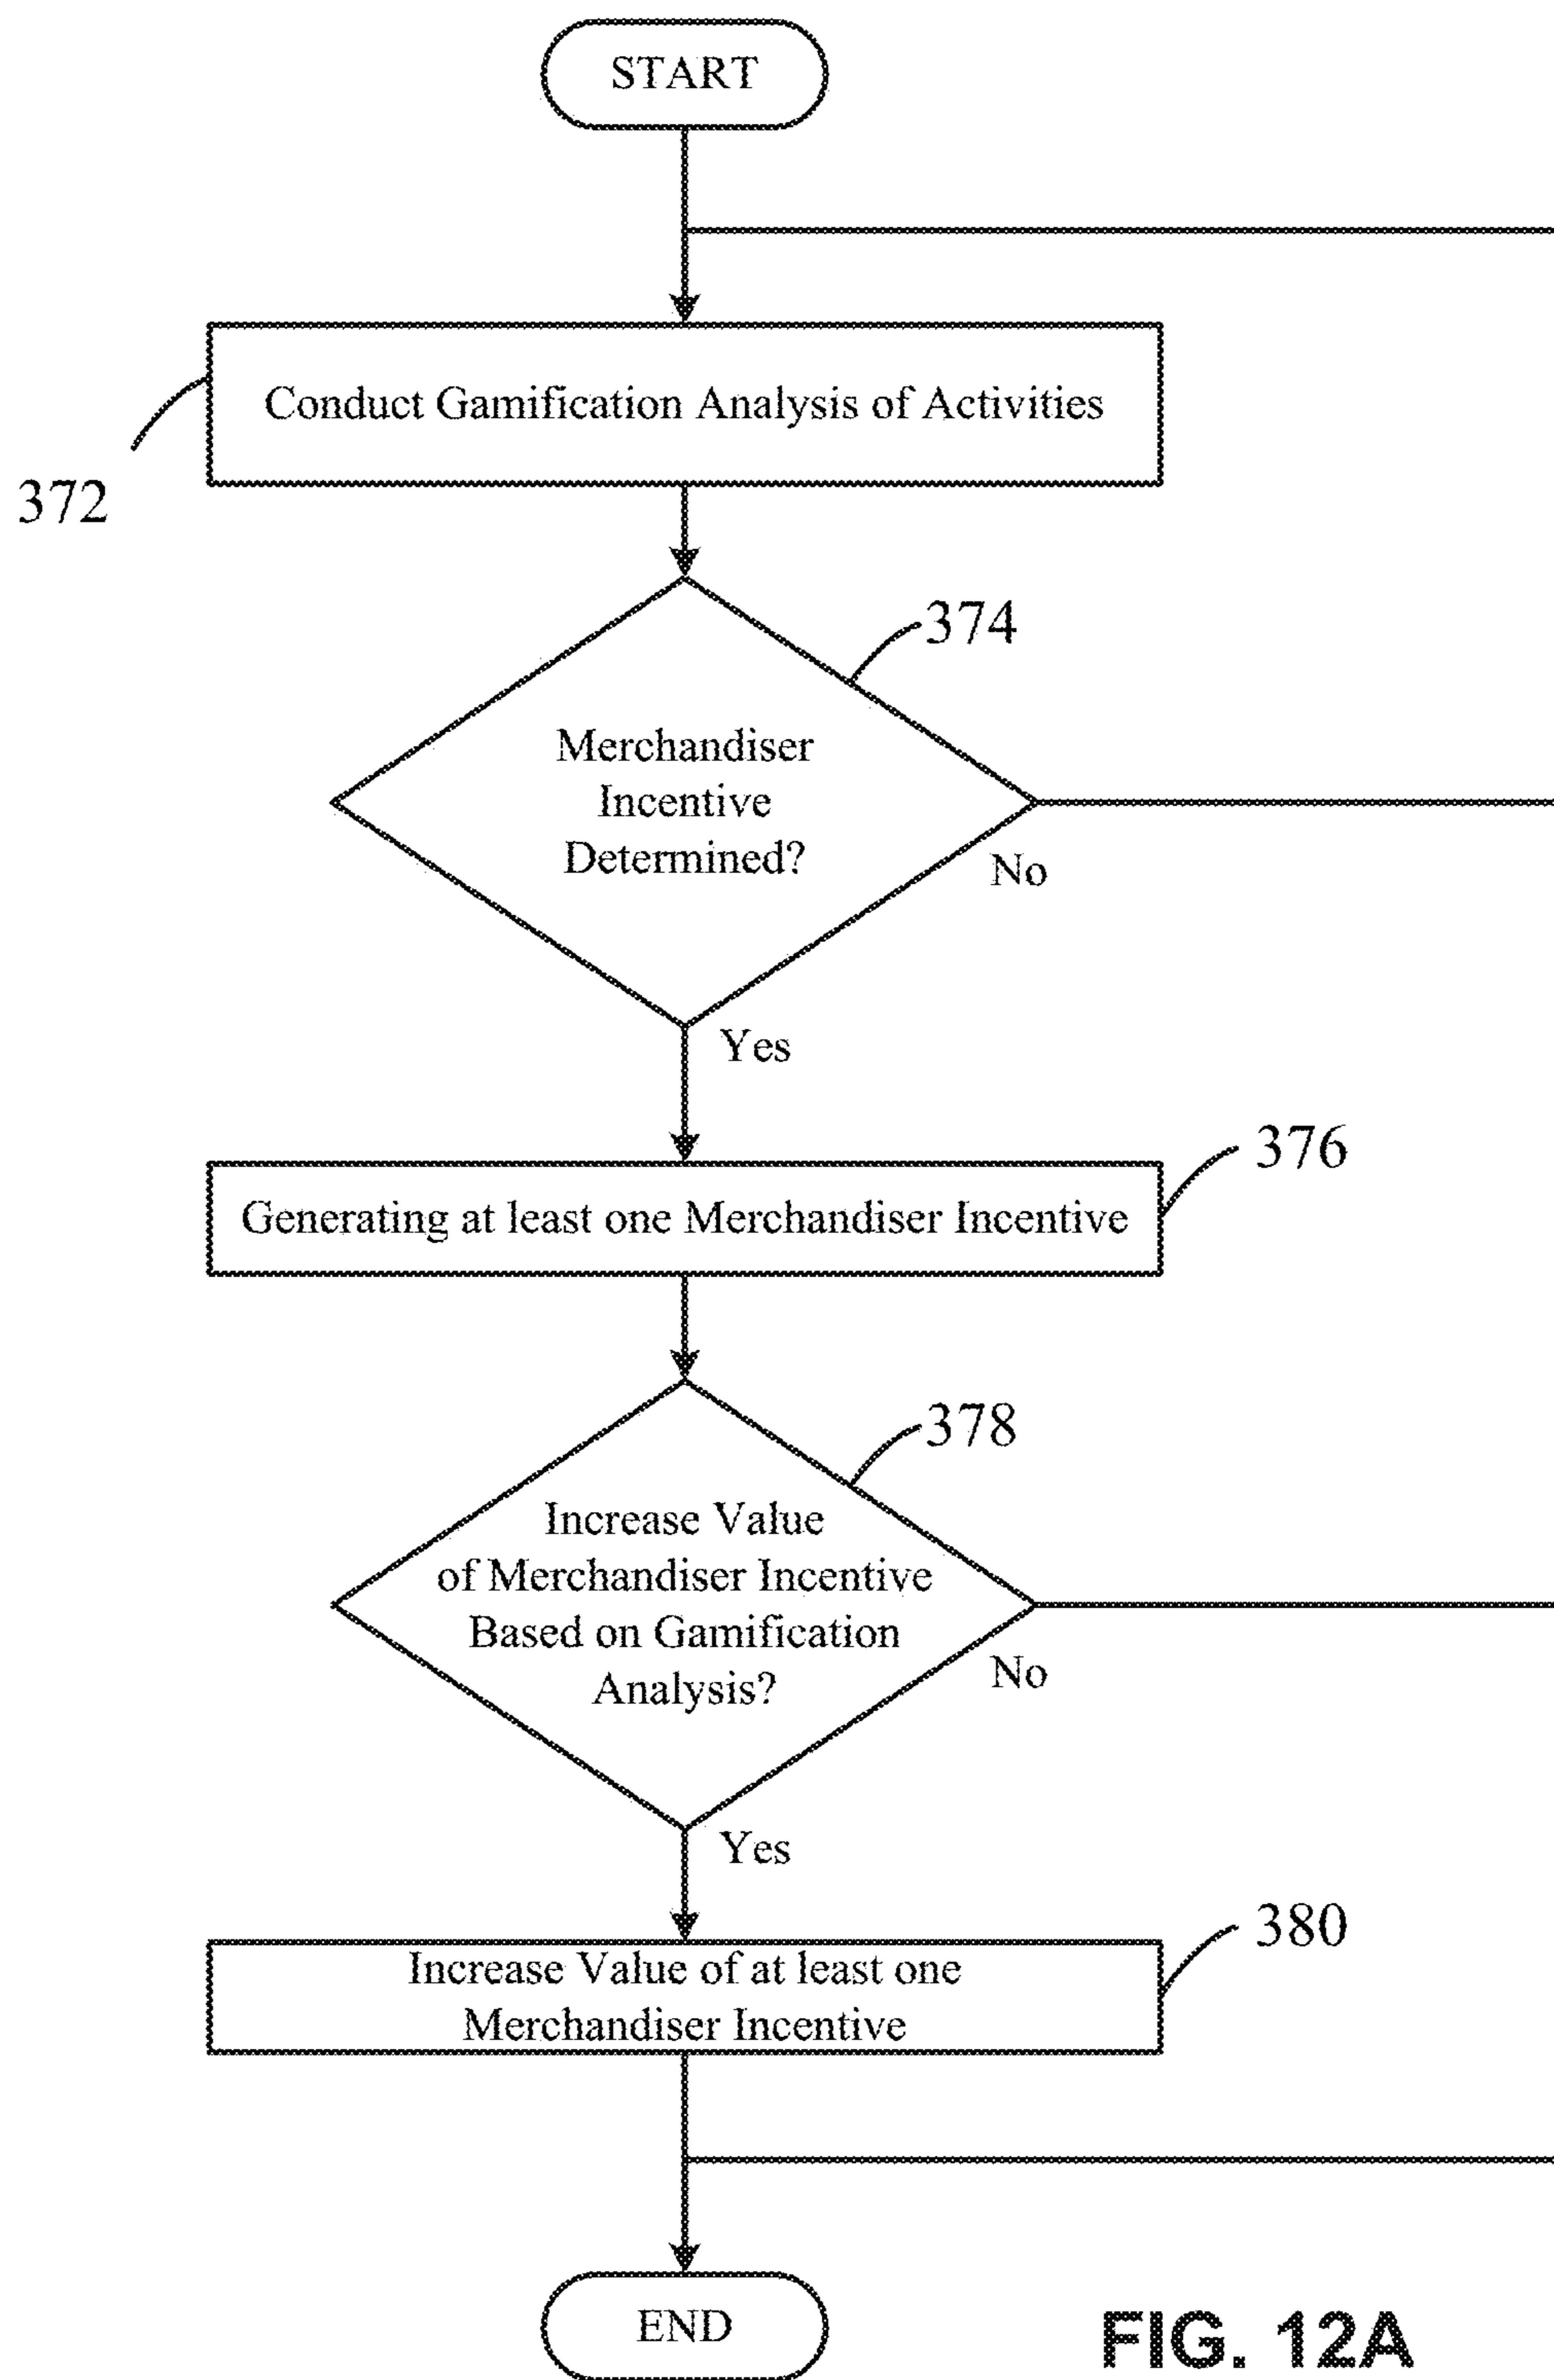 START
Conduct Gamification Analysis of Activities
372
374
Merchandiser
Incentive
Determined?
No
Yes
376
Generating at least one Merchandiser Incentive
378
Increase Value
of Merchandiser Incentive
Based on Gamification
Analysis?
No
Yes
380
Increase Value of at least one
Merchandiser Incentive
END
FIG. 12A